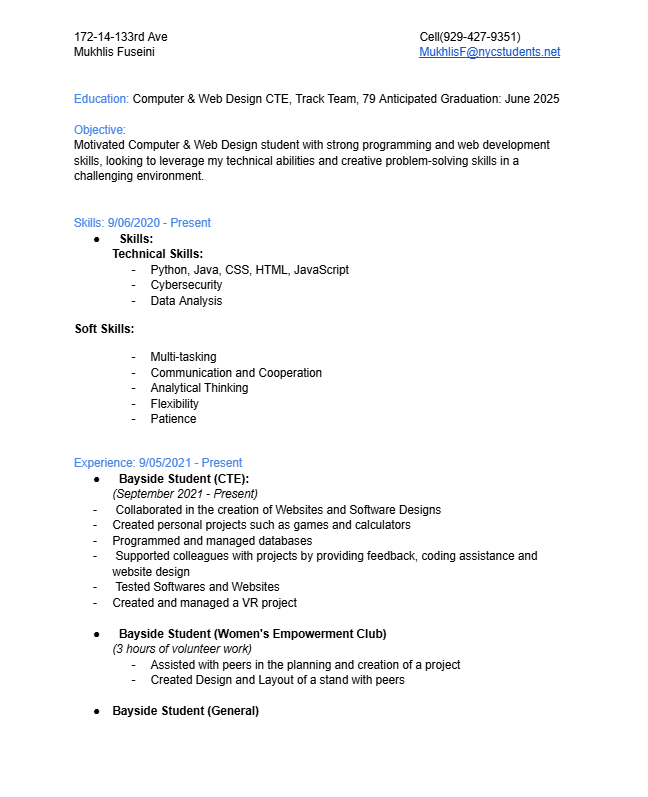 172-14-133rd Ave Cell(929-427-9351)
Mukhlis Fuseini MukhlisF@nycstudents.net
Education: Computer & Web Design CTE, Track Team, 79 Anticipated Graduation: June 2025
Objective:
Motivated Computer & Web Design student with strong programming and web development
skills, looking to leverage my technical abilities and creative problem-solving skills in a
challenging environment.
Skills: 9/06/2020 - Present
● Skills:
Technical Skills:
- Python, Java, CSS, HTML, JavaScript
- Cybersecurity
- Data Analysis
Soft Skills:
- Multi-tasking
- Communication and Cooperation
- Analytical Thinking
- Flexibility
- Patience
Experience: 9/05/2021 - Present
● Bayside Student (CTE):
(September 2021 - Present)
- Collaborated in the creation of Websites and Software Designs
- Created personal projects such as games and calculators
- Programmed and managed databases
- Supported colleagues with projects by providing feedback, coding assistance and
website design
- Tested Softwares and Websites
- Created and managed a VR project
● Bayside Student (Women's Empowerment Club)
(3 hours of volunteer work)
- Assisted with peers in the planning and creation of a project
- Created Design and Layout of a stand with peers
● Bayside Student (General)